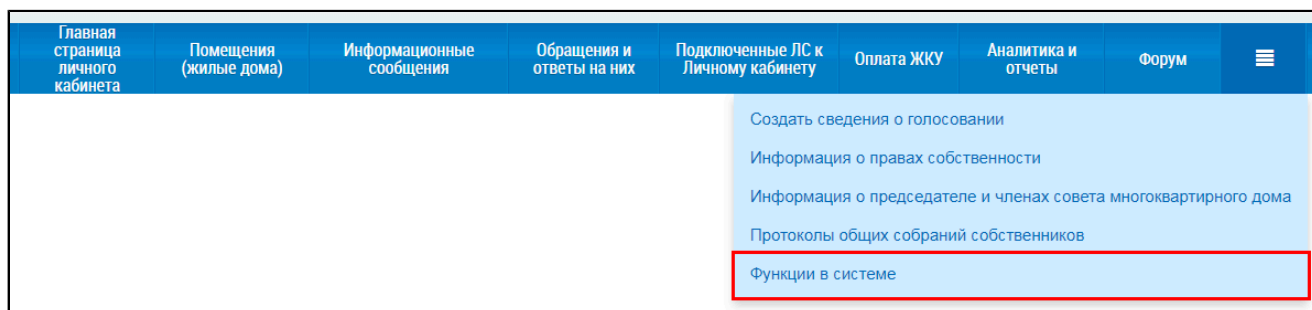 Главная
страница
личного
кабинета
Помещения
(жилые дома)
Информационные
сообщения
Обращения и
ответы на них
Подключенные ЛС к
Личному кабинету
Оплата ЖКУ
Аналитика и
отчеты
Форум
Создать сведения о голосовании
Информация о правах собственности
Информация о председателе и членах совета многоквартирного дома
Протоколы общих собраний собственников
Функции в системе